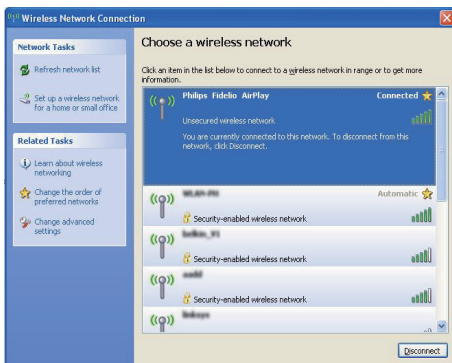 Wireless Network Connection
Network Tasks
Refresh network list
Set up a wireless network
for a home or small office
Related Tasks
Learn about wireless
networking
Change the order of
preferred networks
Change advanced
settings
Choose a wireless network
Click an item in the list below to connect to a wireless network in range or to get more
information.
Philips Fidelio AirPlay Connected
Unsecured wireless network
You are currently connected to this network. To disconnect from this
network, click Disconnect.
Automatic
Security-enabled wireless network
Security-enabled wireless network
Security-enabled wireless network
Disconnect